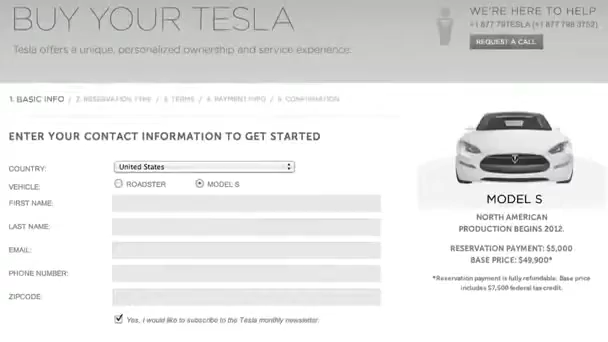 BUY YOUR TESLA
Tesla offers a unique, personalized ownership and service experience.
WE'RE HERE TO HELP
+1 877 79TESLA (+1 877 798 3752)
REQUEST A CALL
1. BASIC INFO / 2. RESERVATION TYPE / 3. TERMS / 4. PAYMENT INFO / 5. CONFIRMATION
ENTER YOUR CONTACT INFORMATION TO GET STARTED
COUNTRY: United States
VEHICLE: ROADSTER MODEL S
FIRST NAME:
LAST NAME:
EMAIL:
PHONE NUMBER:
ZIPCODE:
Yes, I would like to subscribe to the Tesla monthly newsletter.
MODEL S
NORTH AMERICAN
PRODUCTION BEGINS 2012.
RESERVATION PAYMENT: $5,000
BASE PRICE: $49,900*
*Reservation payment is fully refundable. Base price
includes $7,500 federal tax credit.